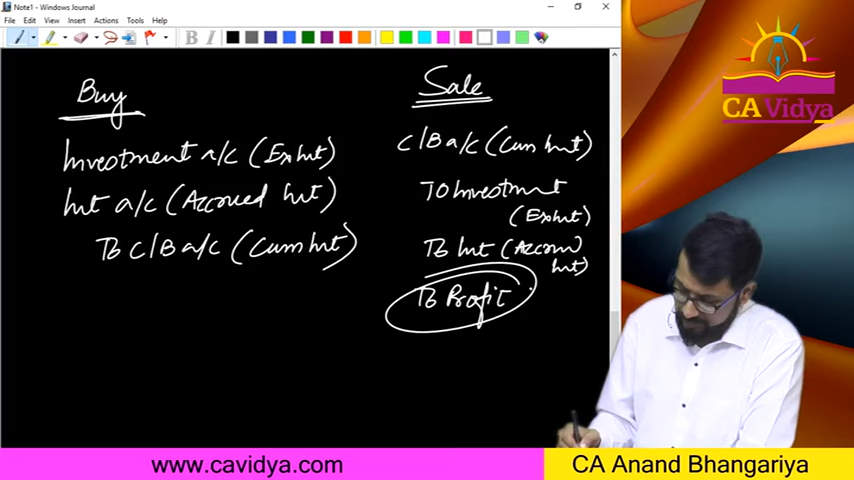 Note1 - Windows Journal
File Edit View Insert Actions Tools Help
B I
Buy
Investment a/c (Ex Int)
Int a/c (Accrued Int)
To C/B a/c (Cum Int)
Sale
C/B a/c (Cum Int)
To Investment
(Ex Int)
To Int (Accrued
Int)
To Profit
CA Vidya
www.cavidya.com
CA Anand Bhangariya